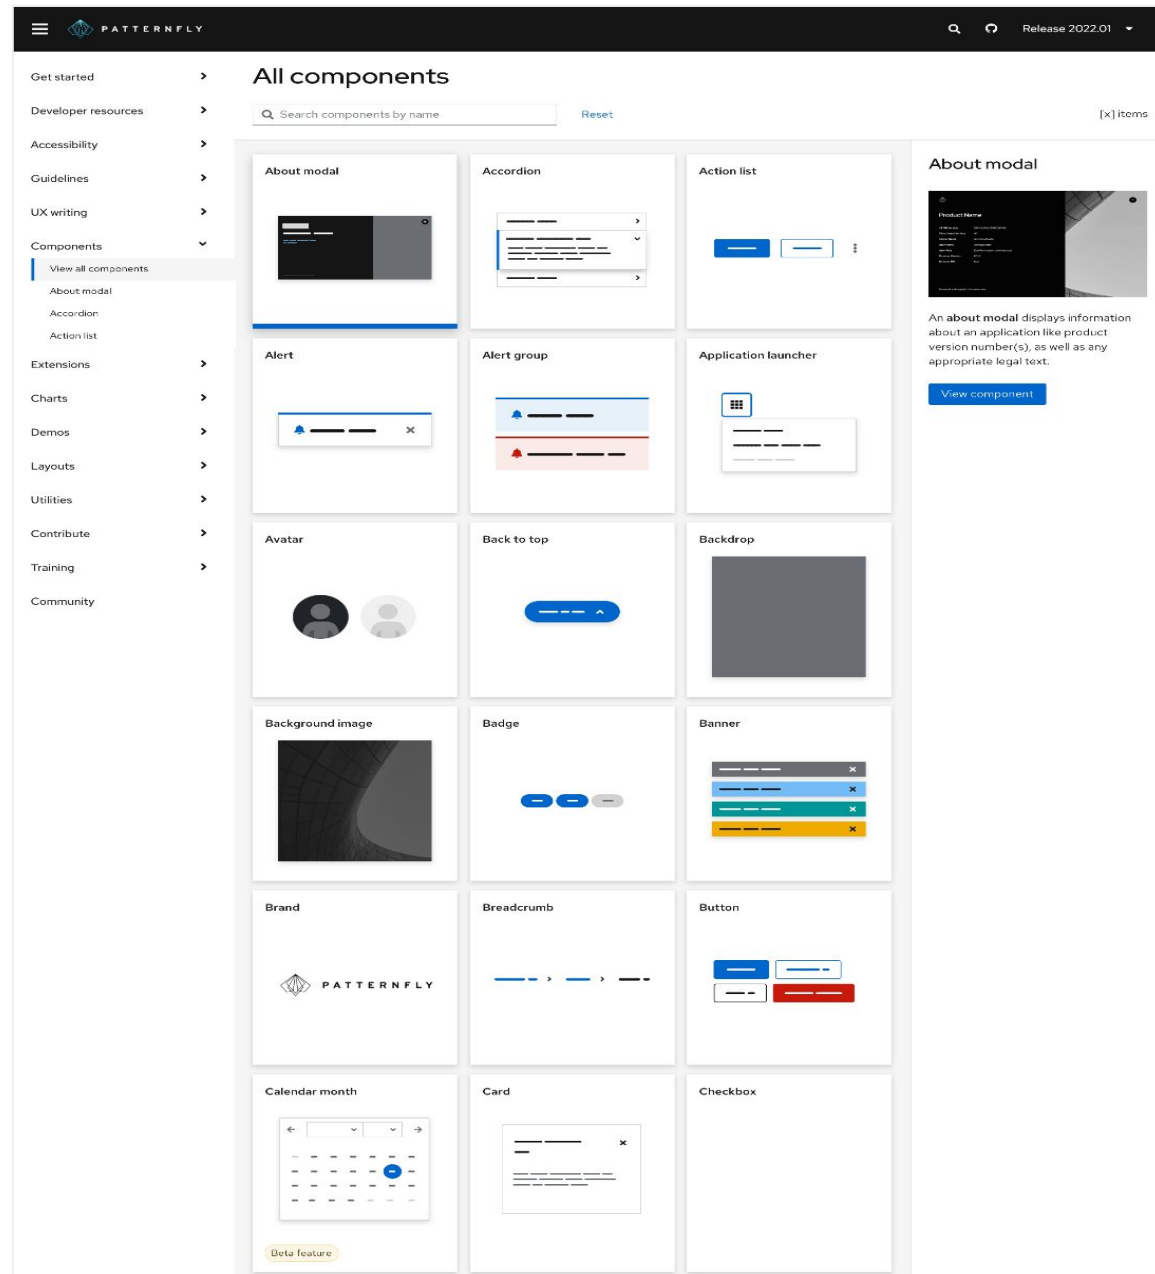 PATTERNFLY
Release 2022.01
Get started
Developer resources
Accessibility
Guidelines
UX writing
Components
View all components
About modal
Accordion
Action list
Extensions
Charts
Demos
Layouts
Utilities
Contribute
Training
Community
All components
Search components by name
Reset
[x] items
About modal
Accordion
Action list
Alert
Alert group
Application launcher
Avatar
Back to top
Backdrop
Background image
Badge
Banner
Brand
PATTERNFLY
Breadcrumb
Button
Calendar month
Beta feature
Card
Checkbox
About modal
Product Name
An about modal displays information
about an application like product
version number(s), as well as any
appropriate legal text.
View component